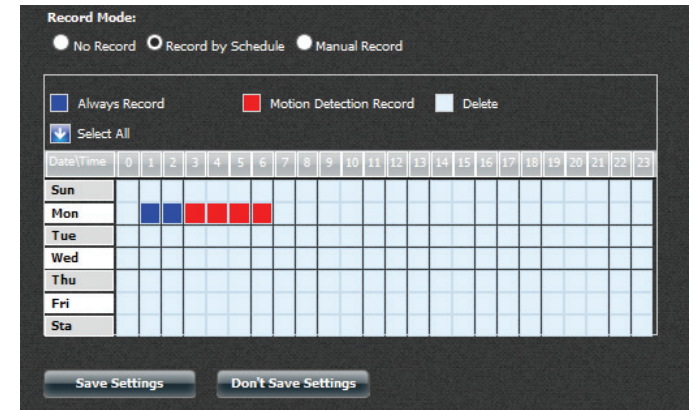 Record Mode:
No Record Record by Schedule Manual Record
Always Record Motion Detection Record Delete
Select All
Date\Time 0 1 2 3 4 5 6 7 8 9 10 11 12 13 14 15 16 17 18 19 20 21 22 23
Sun
Mon
Tue
Wed
Thu
Fri
Sta
Save Settings Don't Save Settings